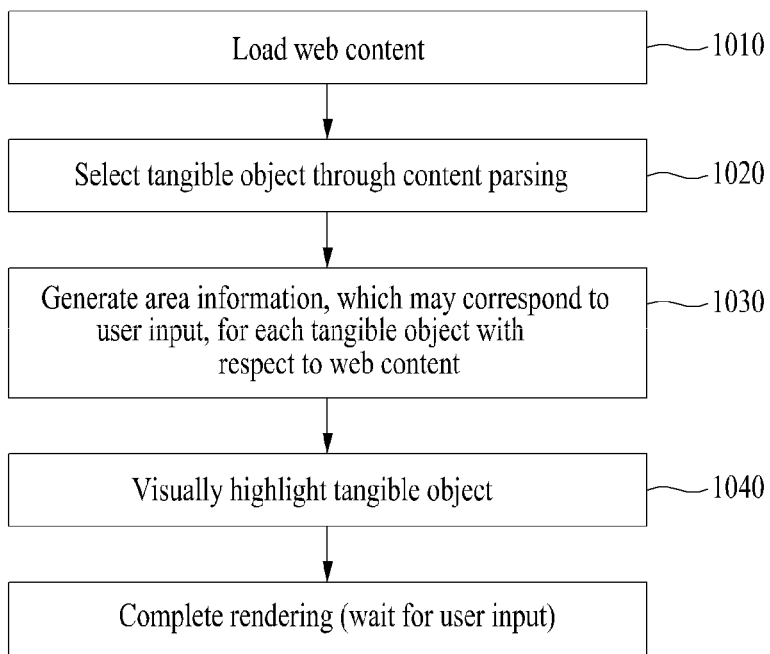 Load web content
1010
Select tangible object through content parsing
1020
Generate area information, which may correspond to
user input, for each tangible object with
respect to web content
1030
Visually highlight tangible object
1040
Complete rendering (wait for user input)